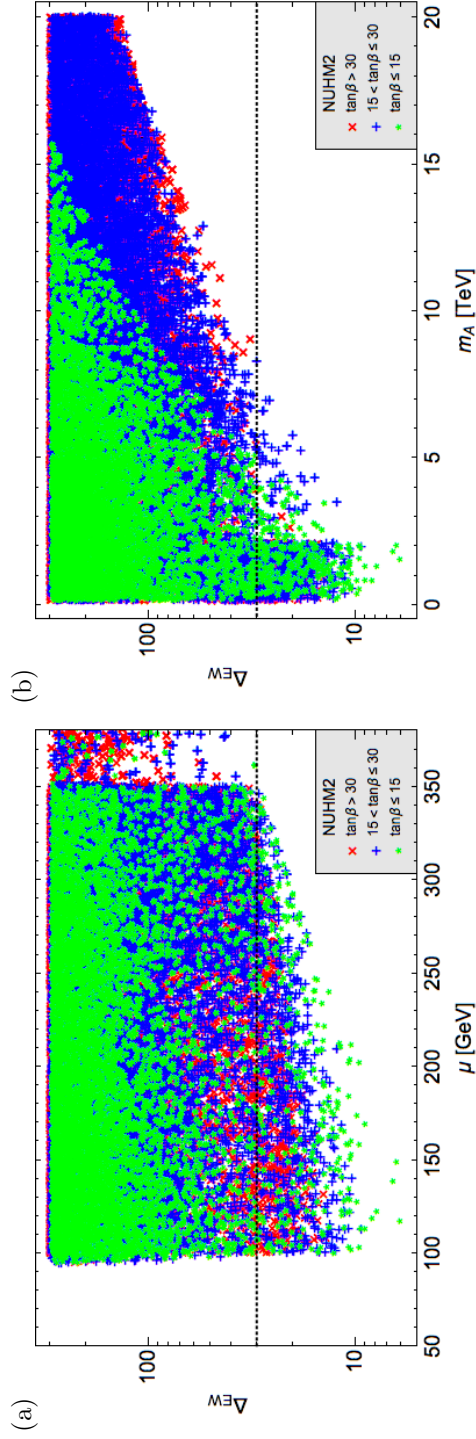 (a)
Δ_EW
100
10
50
100
150
200
250
300
350
μ [GeV]
NUHM2
tanβ > 30
15 < tanβ ≤ 30
tanβ ≤ 15
(b)
Δ_EW
100
10
0
5
10
15
20
m_A [TeV]
NUHM2
tanβ > 30
15 < tanβ ≤ 30
tanβ ≤ 15